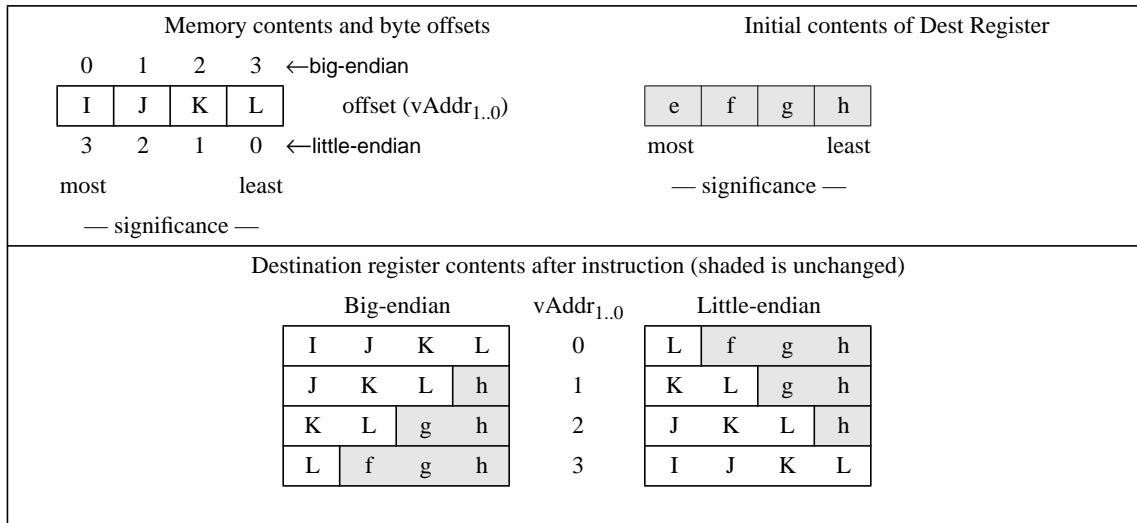 Memory contents and byte offsets
Initial contents of Dest Register
0 1 2 3 ←big-endian
I J K L offset (vAddr1..0)
e f g h
3 2 1 0 ←little-endian
most least
most least
— significance —
— significance —
Destination register contents after instruction (shaded is unchanged)
Big-endian vAddr1..0 Little-endian
I J K L 0 L f g h
J K L h 1 K L g h
K L g h 2 J K L h
L f g h 3 I J K L